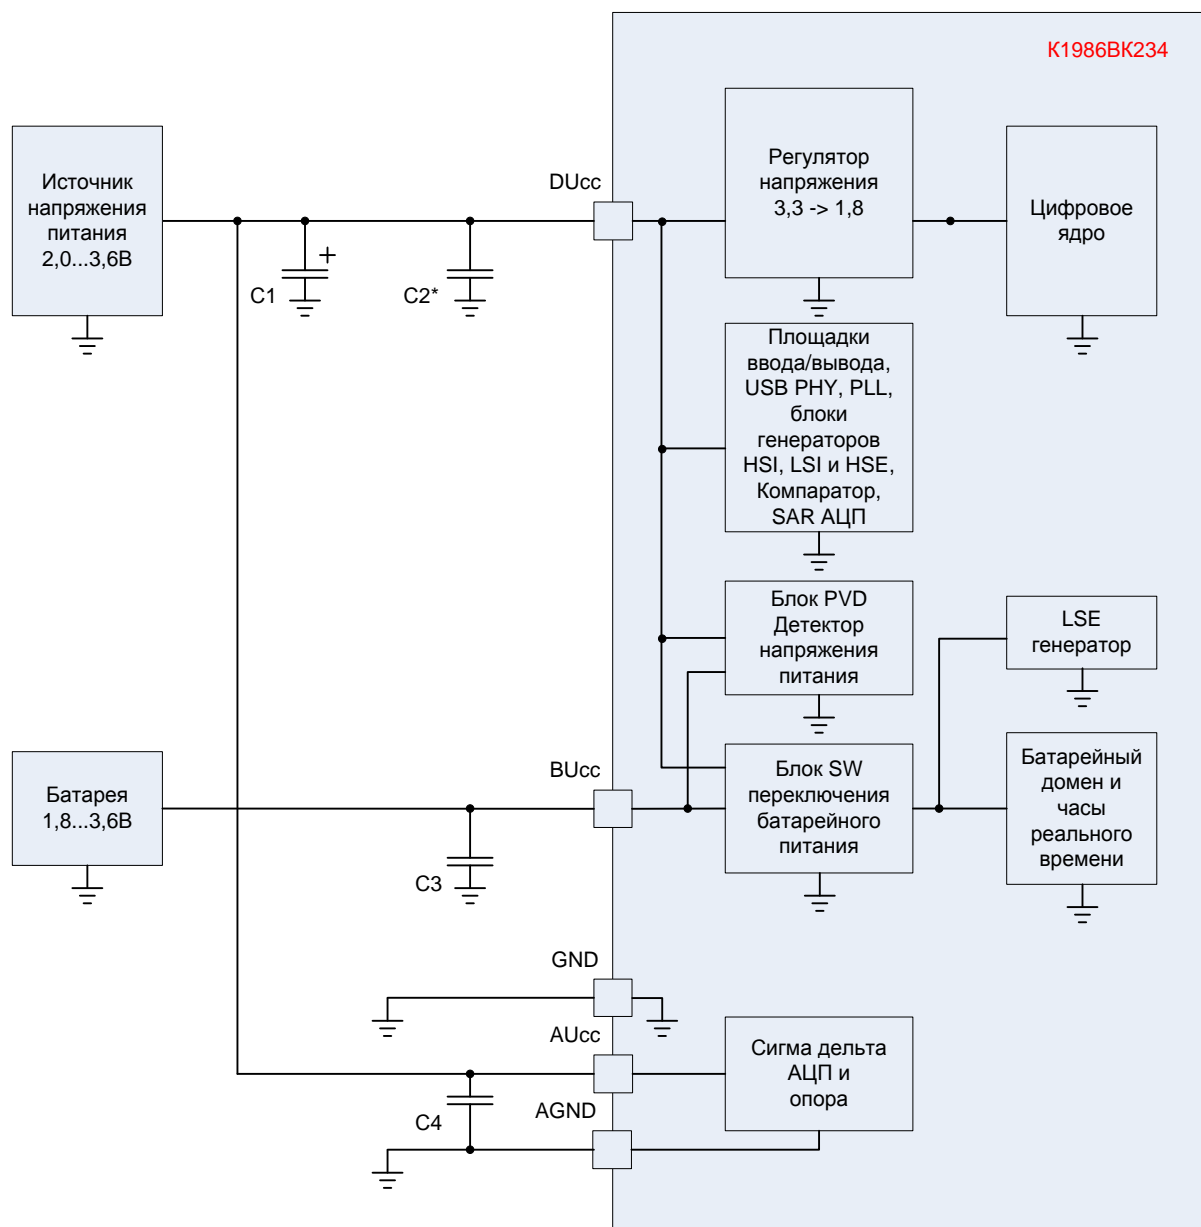 К1986ВК234
Источник
напряжения
питания
2,0...3,6В
DUcc
C1
+
C2*
Регулятор
напряжения
3,3 -> 1,8
Цифровое
ядро
Площадки
ввода/вывода,
USB PHY, PLL,
блоки
генераторов
HSI, LSI и HSE,
Компаратор,
SAR АЦП
Блок PVD
Детектор
напряжения
питания
LSE
генератор
Батарея
1,8...3,6В
BUcc
C3
Блок SW
переключения
батарейного
питания
Батарейный
домен и
часы
реального
времени
GND
AUcc
C4
AGND
Сигма дельта
АЦП и
опора